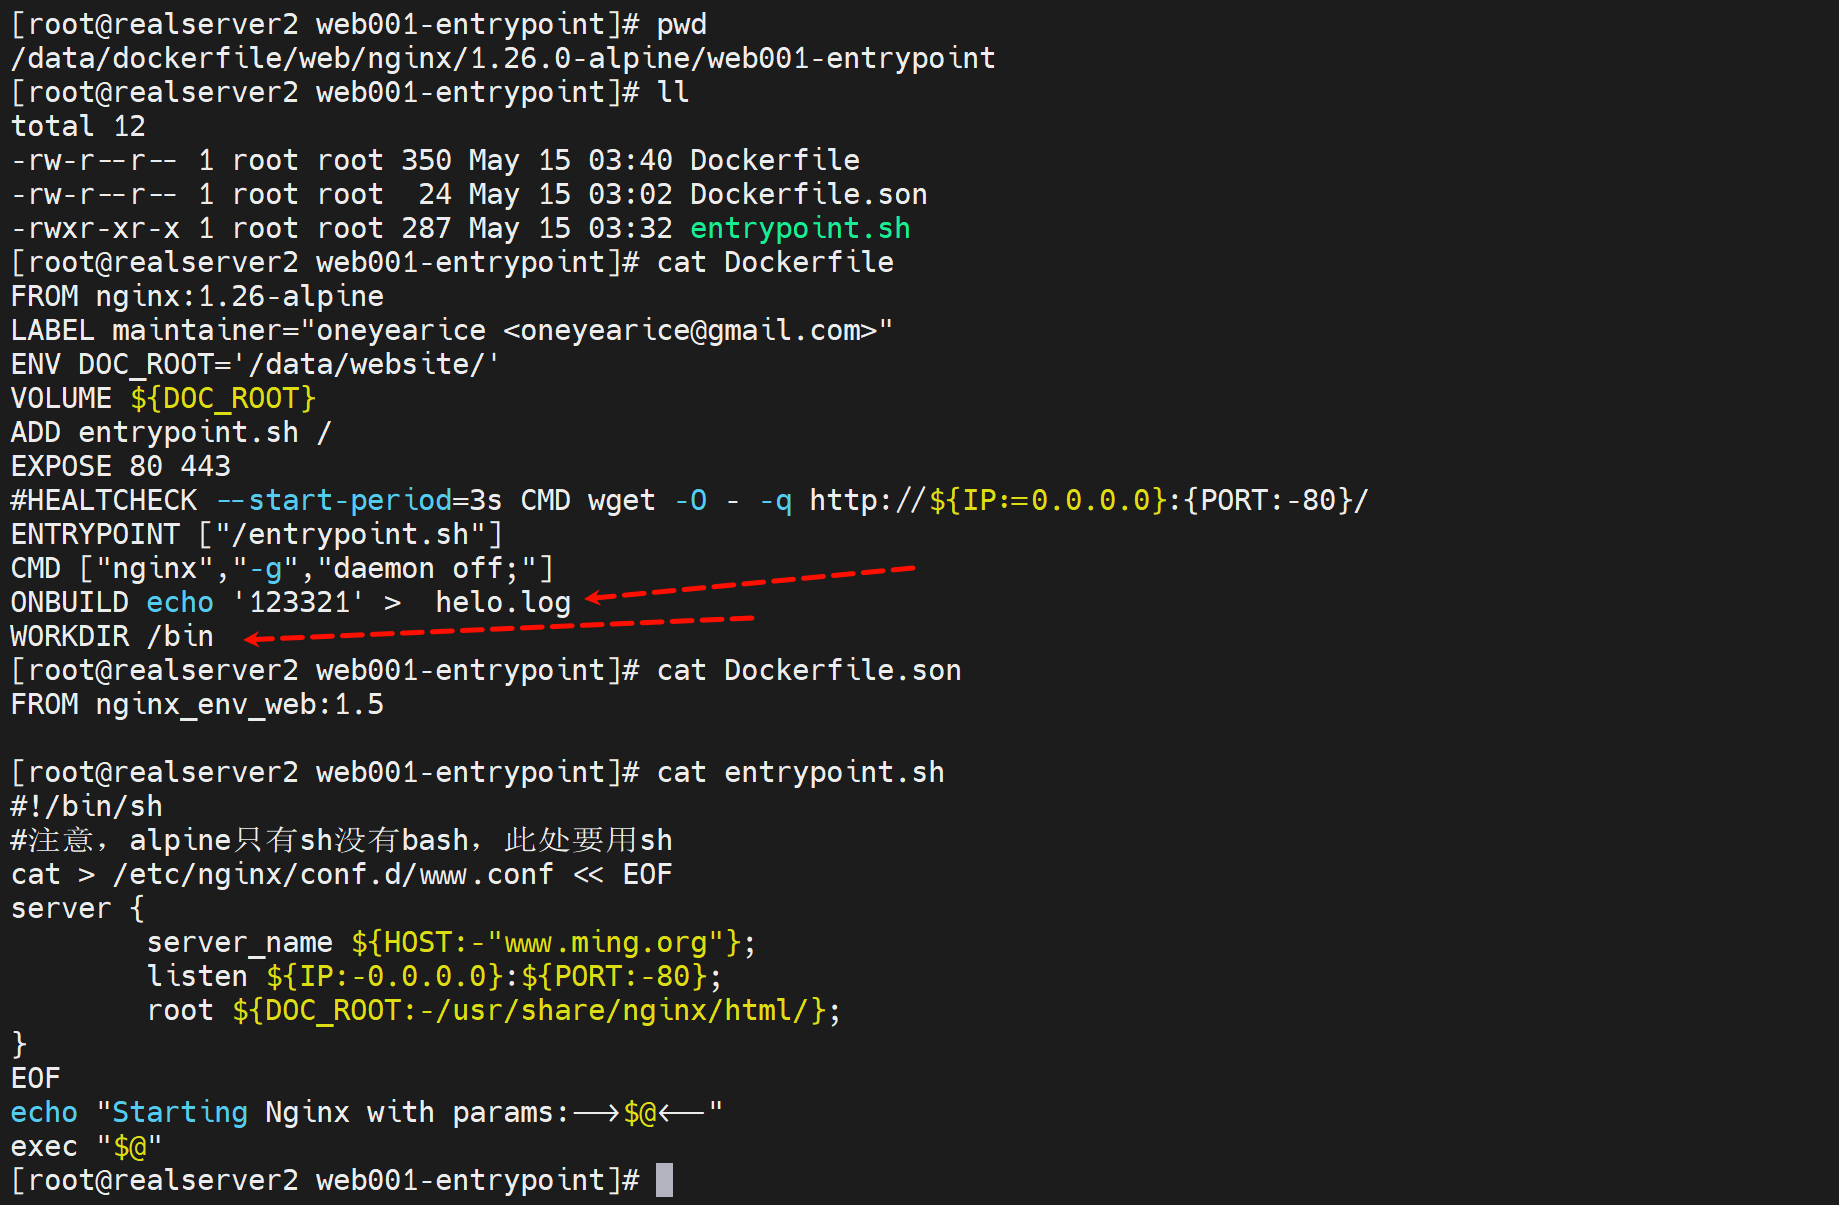 [root@realserver2 web001-entrypoint]# pwd
/data/dockerfile/web/nginx/1.26.0-alpine/web001-entrypoint
[root@realserver2 web001-entrypoint]# ll
total 12
-rw-r--r-- 1 root root 350 May 15 03:40 Dockerfile
-rw-r--r-- 1 root root  24 May 15 03:02 Dockerfile.son
-rwxr-xr-x 1 root root 287 May 15 03:32 entrypoint.sh
[root@realserver2 web001-entrypoint]# cat Dockerfile
FROM nginx:1.26-alpine
LABEL maintainer="oneyearice <oneyearice@gmail.com>"
ENV DOC_ROOT='/data/website/'
VOLUME ${DOC_ROOT}
ADD entrypoint.sh /
EXPOSE 80 443
#HEALTCHECK --start-period=3s CMD wget -O - -q http://${IP:=0.0.0.0}:{PORT:-80}/
ENTRYPOINT ["/entrypoint.sh"]
CMD ["nginx","-g","daemon off;"]
ONBUILD echo '123321' >  helo.log
WORKDIR /bin
[root@realserver2 web001-entrypoint]# cat Dockerfile.son
FROM nginx_env_web:1.5
[root@realserver2 web001-entrypoint]# cat entrypoint.sh
#!/bin/sh
#注意，alpine只有sh没有bash，此处要用sh
cat > /etc/nginx/conf.d/www.conf << EOF
server {
        server_name ${HOST:-"www.ming.org"};
        listen ${IP:-0.0.0.0}:${PORT:-80};
        root ${DOC_ROOT:-/usr/share/nginx/html/};
}
EOF
echo "Starting Nginx with params:-->$@<--"
exec "$@"
[root@realserver2 web001-entrypoint]#